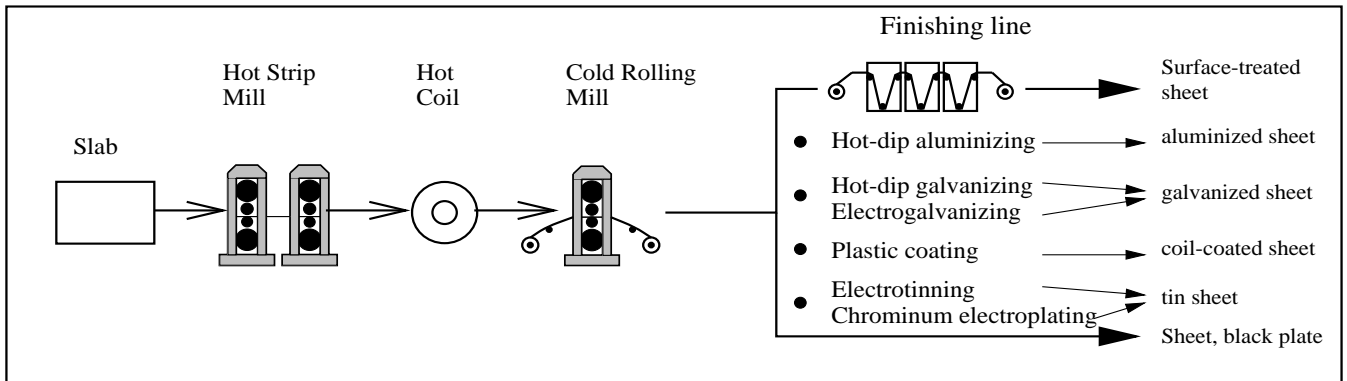 Finishing line
Hot Strip
Mill
Hot
Coil
Cold Rolling
Mill
Surface-treated
sheet
Slab
Hot-dip aluminizing
aluminized sheet
Hot-dip galvanizing
Electrogalvanizing
galvanized sheet
Plastic coating
coil-coated sheet
Electrotinning
Chrominum electroplating
tin sheet
Sheet, black plate